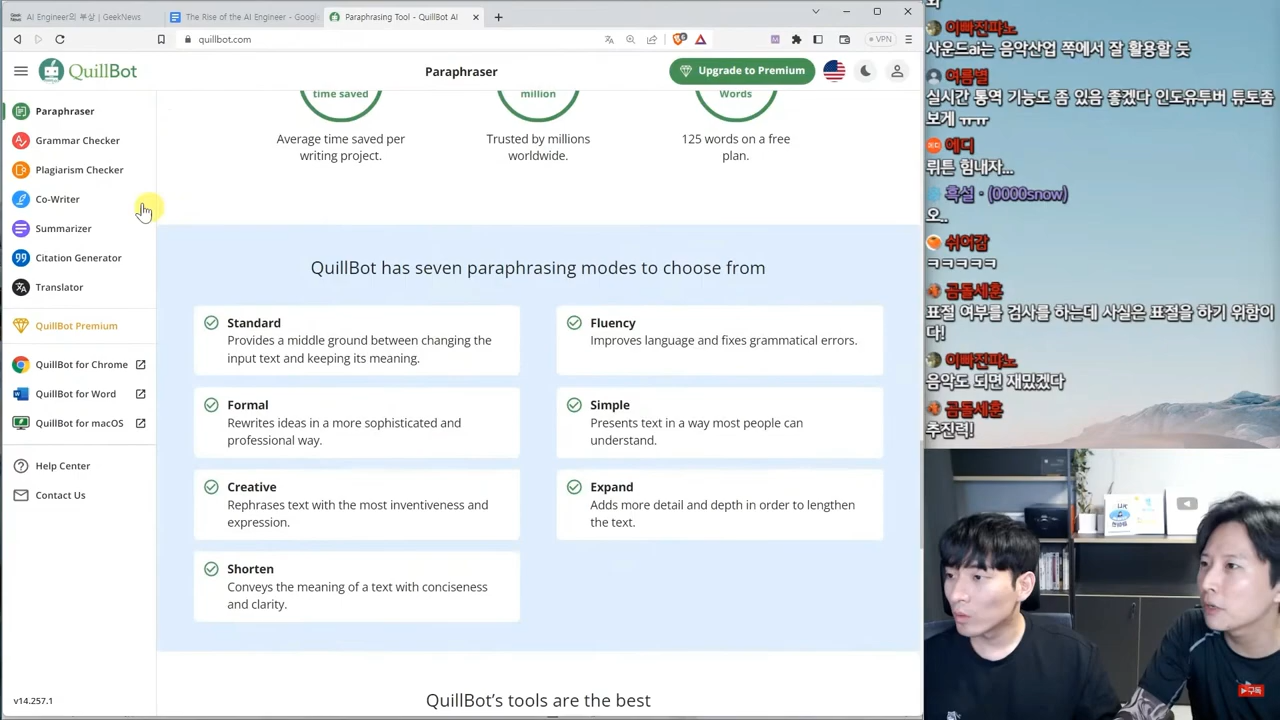 AI Engineer의 부상 | GeekNews
The Rise of the AI Engineer - Google
Paraphrasing Tool - QuillBot AI
quillbot.com
VPN
QuillBot
Paraphraser
Upgrade to Premium
Paraphraser
Grammar Checker
Plagiarism Checker
Co-Writer
Summarizer
Citation Generator
Translator
QuillBot Premium
QuillBot for Chrome
QuillBot for Word
QuillBot for macOS
Help Center
Contact Us
v14.257.1
time saved
Average time saved per
writing project.
million
Trusted by millions
worldwide.
Words
125 words on a free
plan.
QuillBot has seven paraphrasing modes to choose from
Standard
Provides a middle ground between changing the
input text and keeping its meaning.
Fluency
Improves language and fixes grammatical errors.
Formal
Rewrites ideas in a more sophisticated and
professional way.
Simple
Presents text in a way most people can
understand.
Creative
Rephrases text with the most inventiveness and
expression.
Expand
Adds more detail and depth in order to lengthen
the text.
Shorten
Conveys the meaning of a text with conciseness
and clarity.
QuillBot's tools are the best
이빠진파노
사운드ai는 음악산업 쪽에서 잘 활용할 듯
여름별
실시간 통역 기능도 좀 있음 좋겠다 인도유투버 튜토좀
보게 ㅠㅠ
에디
뤼튼 힘내자...
흑설 · (0000snow)
오..
쉬어감
ㅋㅋㅋㅋㅋ
곰돌세훈
표절 여부를 검사를 하는데 사실은 표절을 하기 위함이
다!
이빠진파노
음악도 되면 재밌겠다
곰돌세훈
추진력!
구독